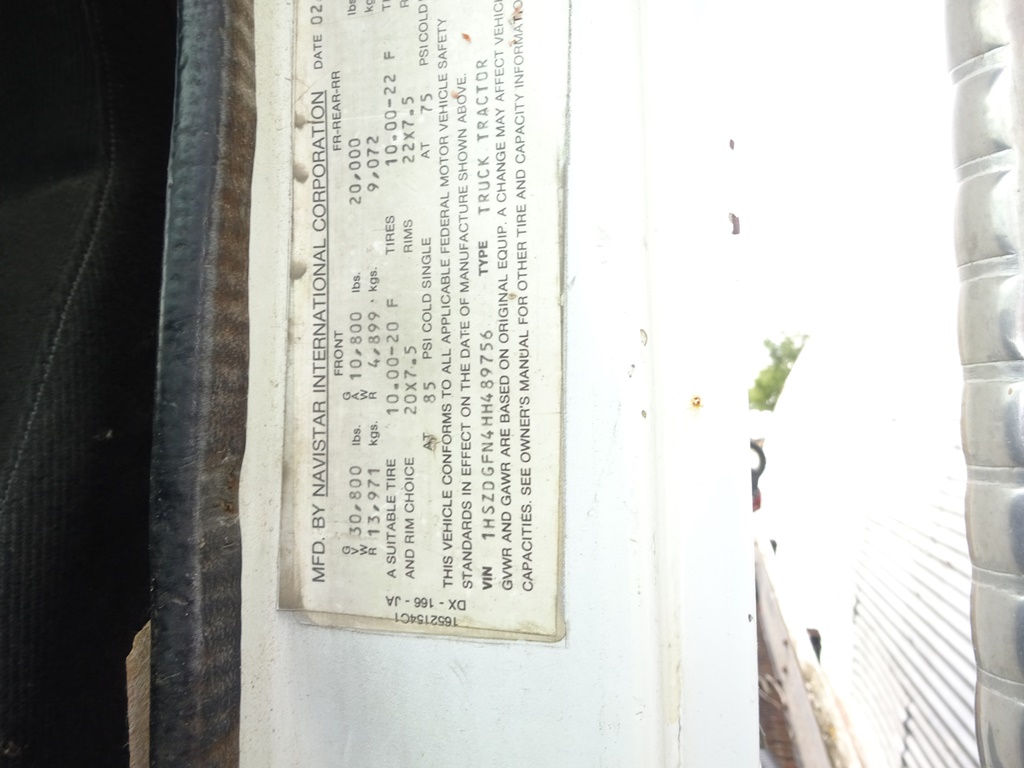 MFD. BY NAVISTAR INTERNATIONAL CORPORATION DATE 02
FRONT FR-REAR-RR
GVWR 30,800 lbs. GAWR 10,800 lbs. 20,000 lbs
13,971 kgs. 4,899 kgs. 9,072 kg
A SUITABLE TIRE 10.00-20 F TIRES 10.00-22 F
AND RIM CHOICE 20X7.5 RIMS 22X7.5
AT 85 PSI COLD SINGLE AT 75 PSI COLD
THIS VEHICLE CONFORMS TO ALL APPLICABLE FEDERAL MOTOR VEHICLE SAFETY
STANDARDS IN EFFECT ON THE DATE OF MANUFACTURE SHOWN ABOVE.
VIN 1HSZDGFN4HH489756 TYPE TRUCK TRACTOR
GVWR AND GAWR ARE BASED ON ORIGINAL EQUIP. A CHANGE MAY AFFECT VEHIC
CAPACITIES. SEE OWNER'S MANUAL FOR OTHER TIRE AND CAPACITY INFORMATIO
1652154C1
DX - 166 - JA